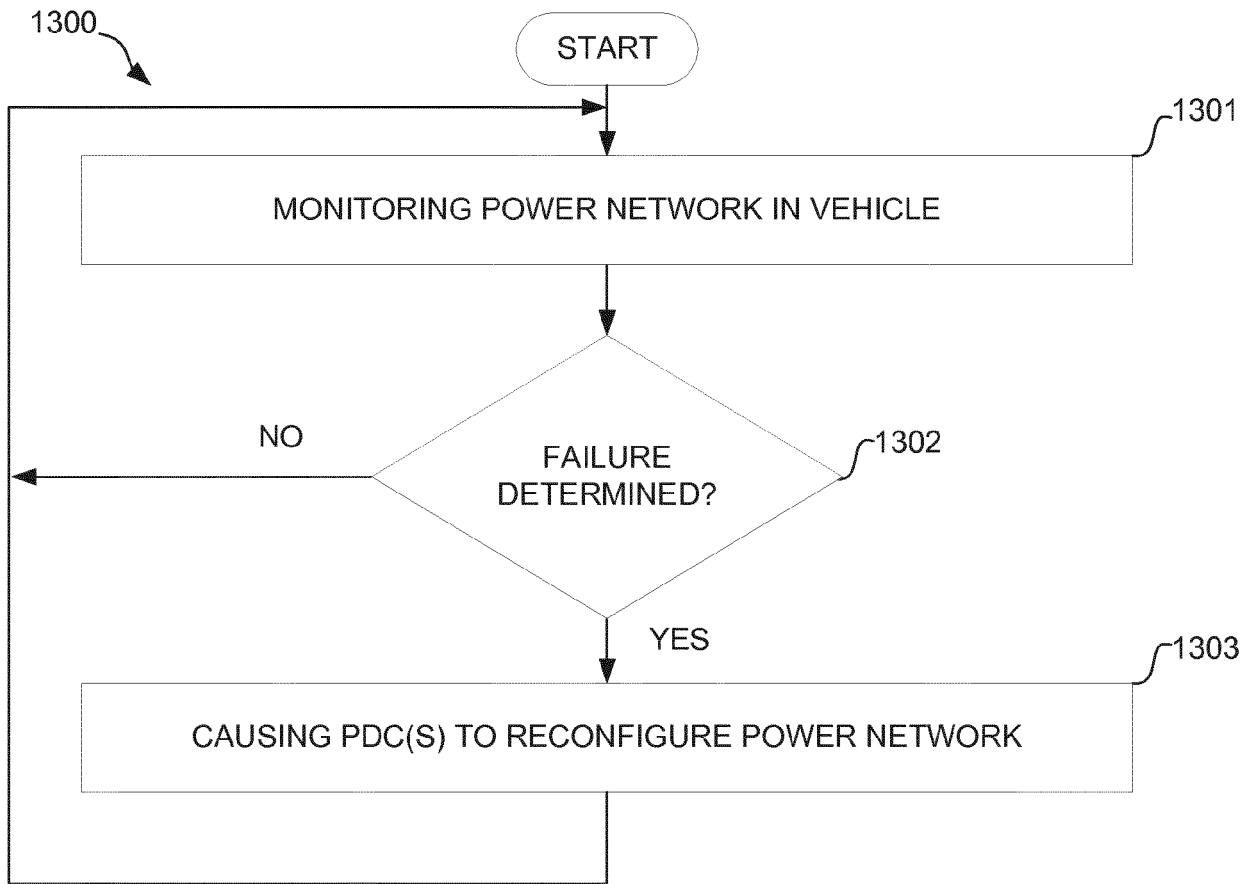 1300
START
1301
MONITORING POWER NETWORK IN VEHICLE
NO
FAILURE
DETERMINED?
1302
YES
1303
CAUSING PDC(S) TO RECONFIGURE POWER NETWORK